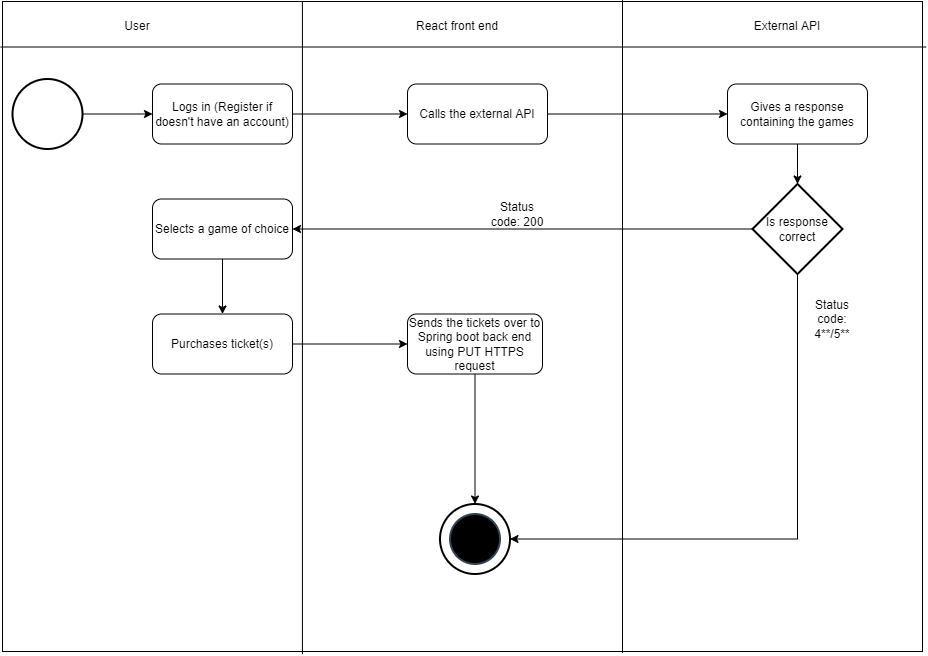 User
React front end
External API
Logs in (Register if
doesn't have an account)
Calls the external API
Gives a response
containing the games
Is response
correct
Status
code: 200
Selects a game of choice
Status
code:
4**/5**
Purchases ticket(s)
Sends the tickets over to
Spring boot back end
using PUT HTTPS
request